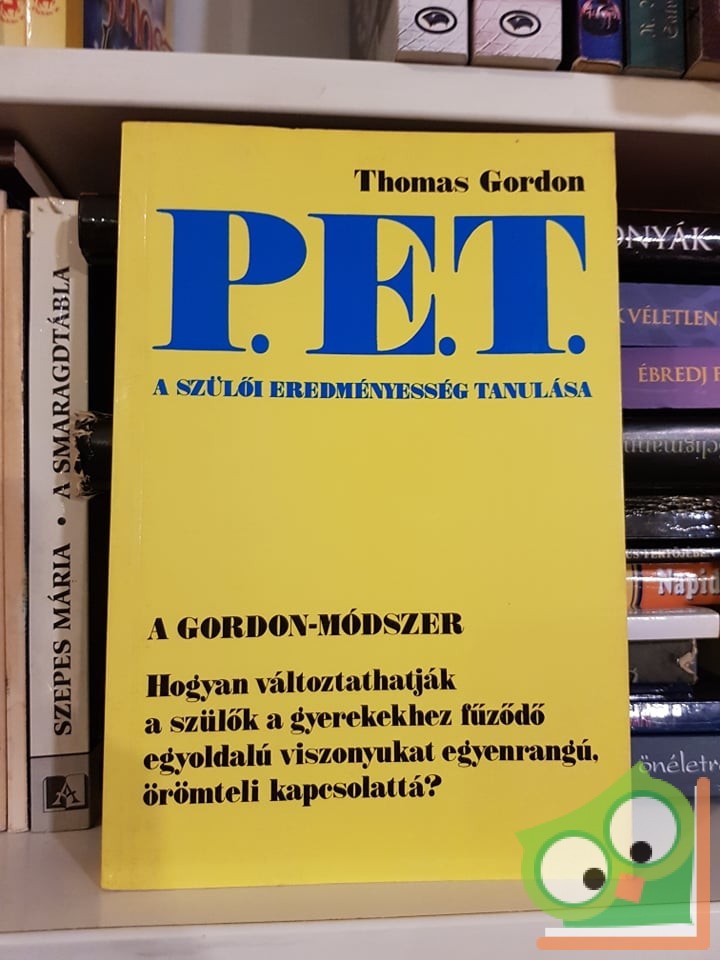 Thomas Gordon
P.E.T.
A SZÜLŐI EREDMÉNYESSÉG TANULÁSA
A GORDON-MÓDSZER
Hogyan változtathatják
a szülők a gyerekekhez fűződő
egyoldalú viszonyukat egyenrangú,
örömteli kapcsolattá?
SZEPES MÁRIA • A SMARAGDTÁBLA
VÉLETLEN
ÉBREDJ